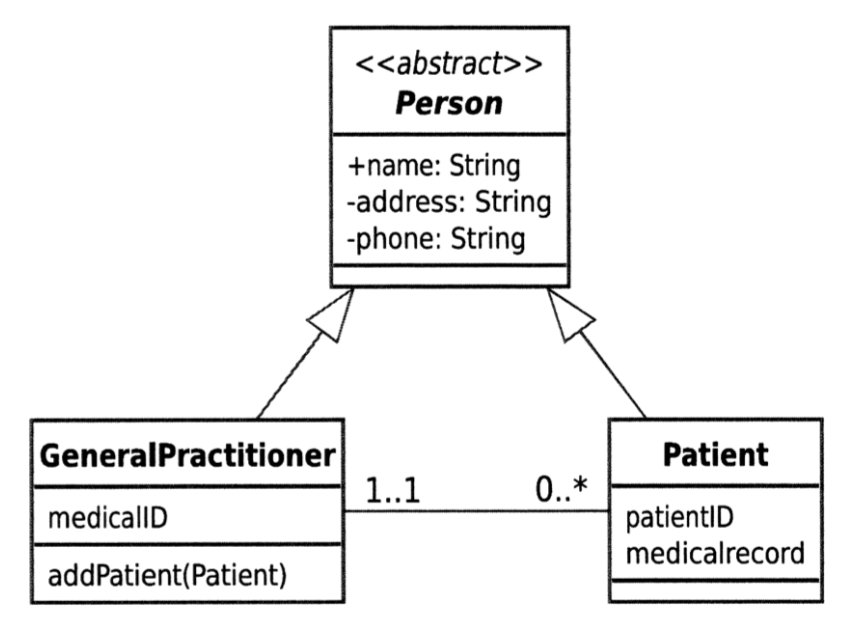 <<abstract>>
Person
+name: String
-address: String
-phone: String
GeneralPractitioner
medicalID
addPatient(Patient)
1..1
0..*
Patient
patientID
medicalrecord